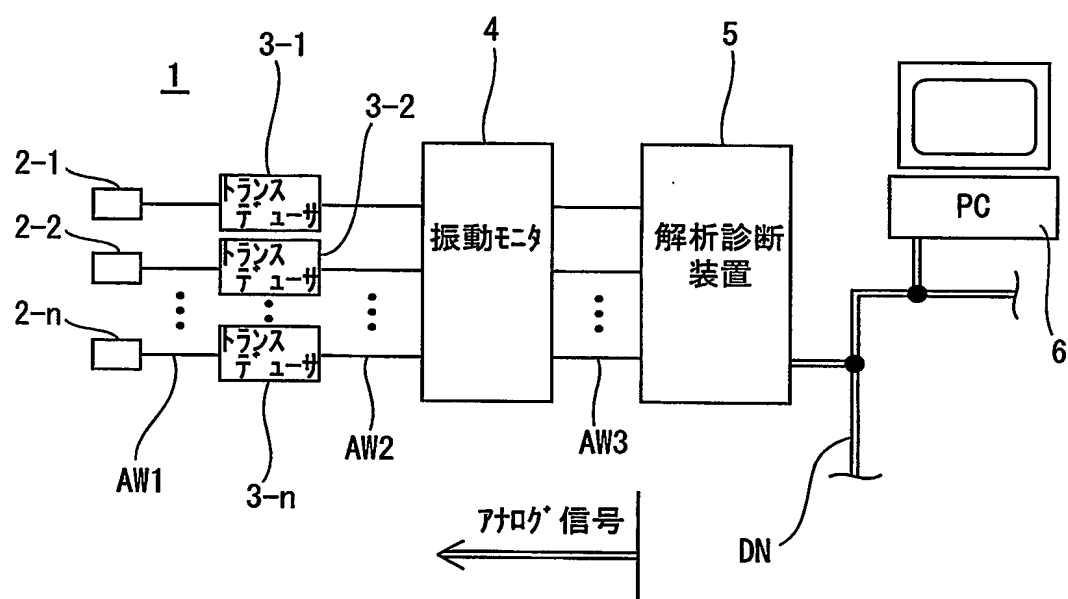 1
3-1
3-2
4
5
2-1
2-2
2-n
トランス
デューサ
トランス
デューサ
トランス
デューサ
振動モニタ
解析診断
装置
PC
6
AW1
3-n
AW2
AW3
DN
アナログ信号